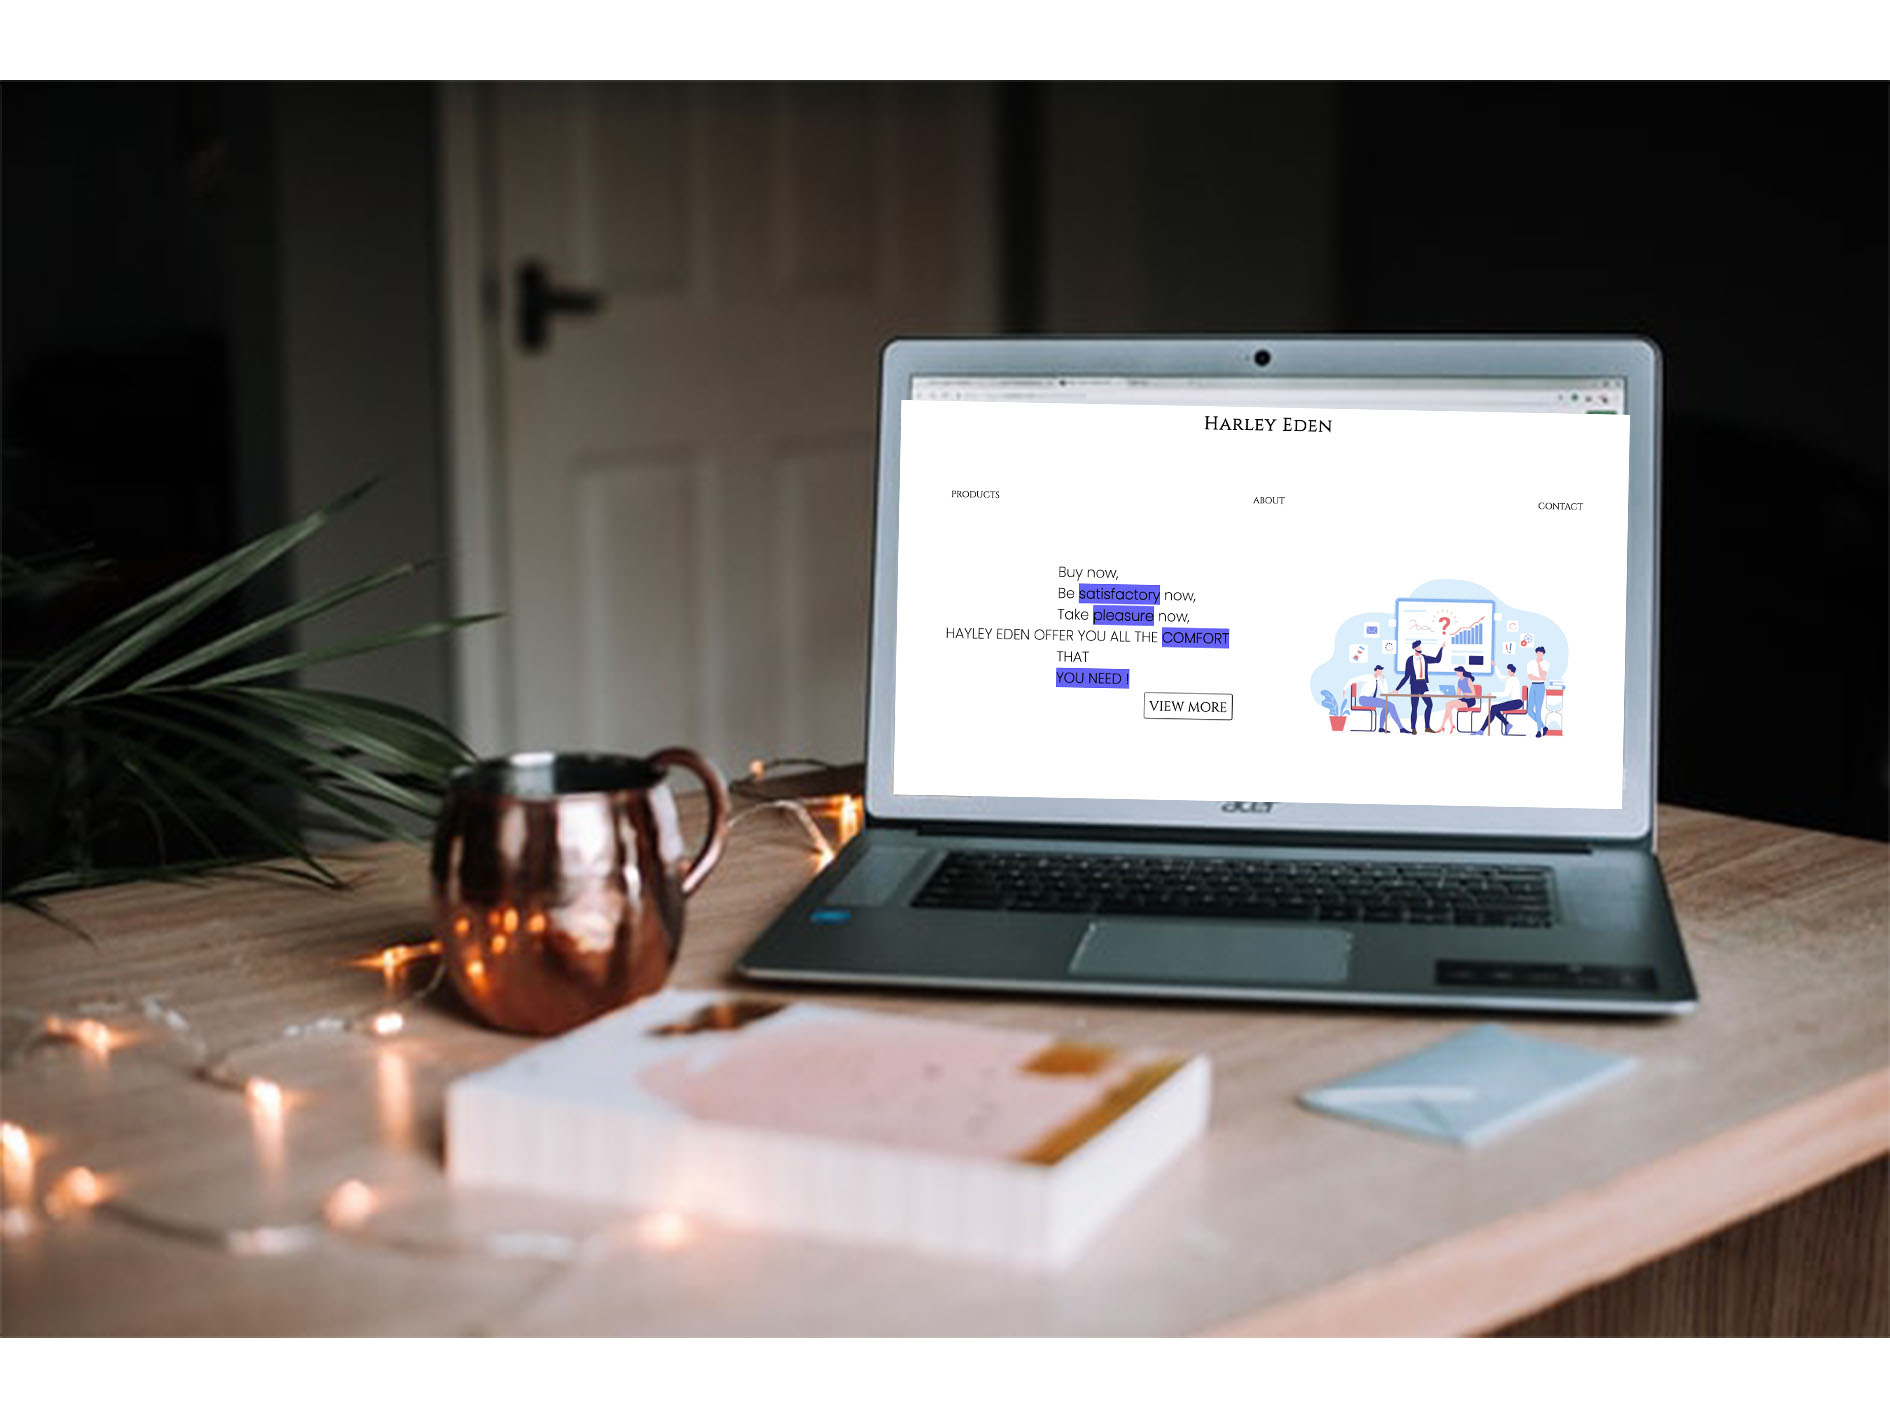 HARLEY EDEN
PRODUCTS
ABOUT
CONTACT
Buy now,
Be satisfactory now,
Take pleasure now,
HAYLEY EDEN OFFER YOU ALL THE COMFORT
THAT
YOU NEED !
VIEW MORE
?
!!
acer